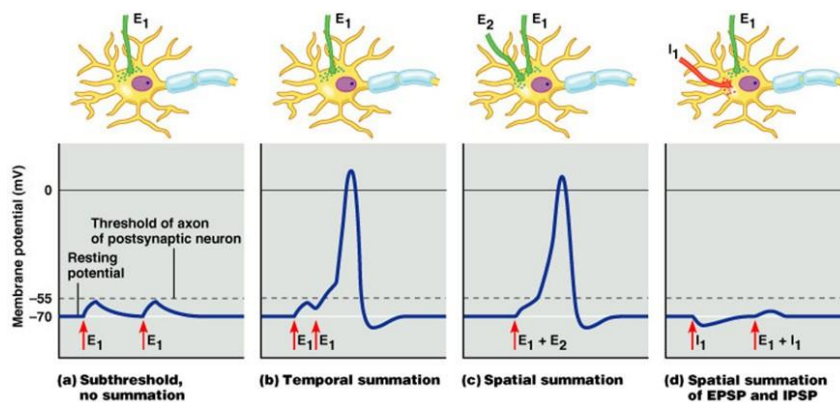 E1
E1
E2 E1
I1 E1
Membrane potential (mV)
0
–55
–70
Threshold of axon
of postsynaptic neuron
Resting
potential
E1 E1
E1 E1
E1 + E2
I1 E1 + I1
(a) Subthreshold,
no summation
(b) Temporal summation
(c) Spatial summation
(d) Spatial summation
of EPSP and IPSP